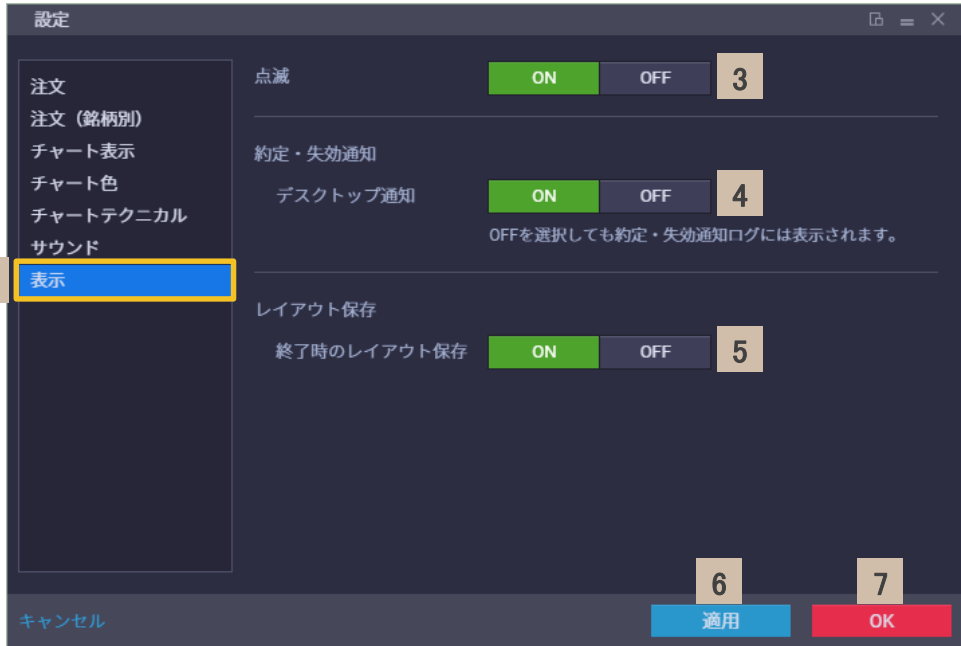 設定
注文
注文（銘柄別）
チャート表示
チャート色
チャートテクニカル
サウンド
表示
点滅 ON OFF 3
約定・失効通知
デスクトップ通知 ON OFF 4
OFFを選択しても約定・失効通知ログには表示されます。
レイアウト保存
終了時のレイアウト保存 ON OFF 5
6 7
キャンセル 適用 OK